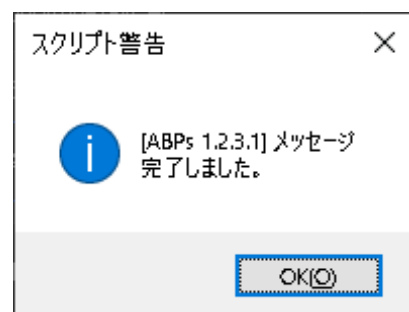 スクリプト警告
[ABPs 1.2.3.1] メッセージ
完了しました。
OK(O)